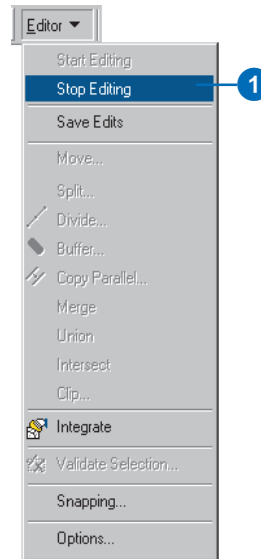 Editor
Start Editing
Stop Editing
1
Save Edits
Move...
Split...
Divide...
Buffer...
Copy Parallel...
Merge
Union
Intersect
Clip...
Integrate
Validate Selection...
Snapping...
Options...